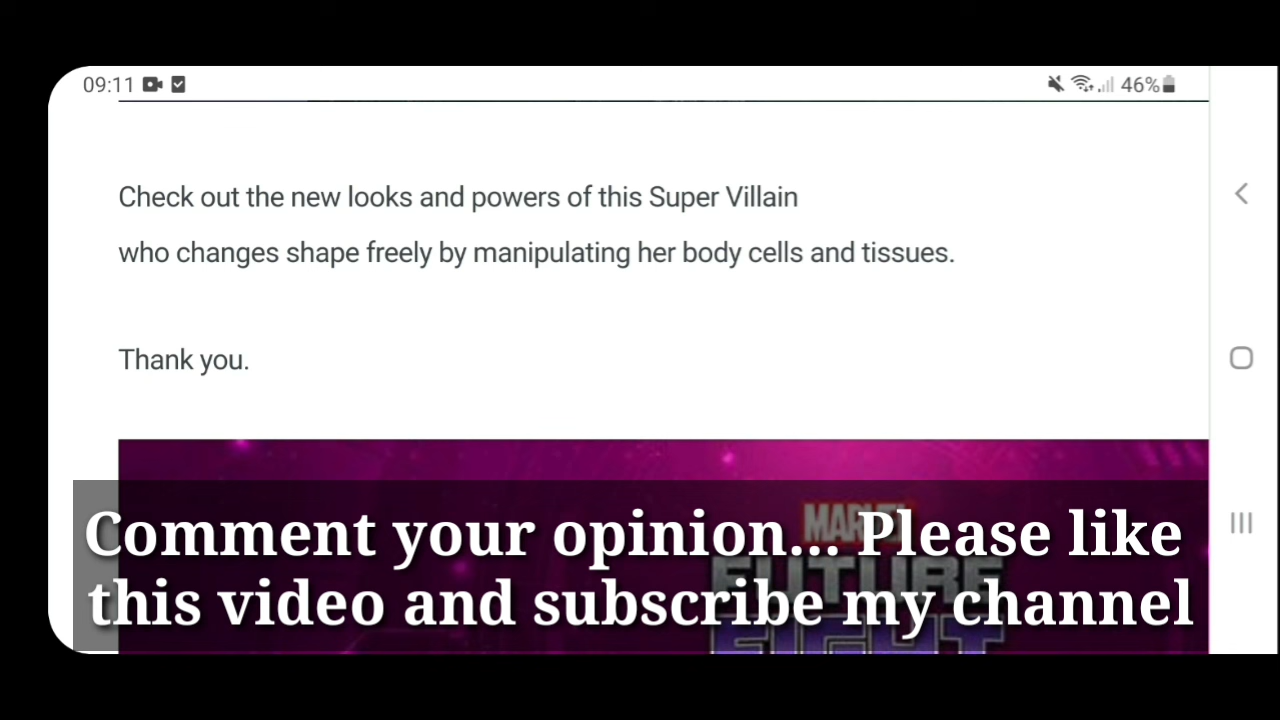 09:11
46%
Check out the new looks and powers of this Super Villain
who changes shape freely by manipulating her body cells and tissues.
Thank you.
MARVEL
FUTURE
FIGHT
Comment your opinion... Please like
this video and subscribe my channel